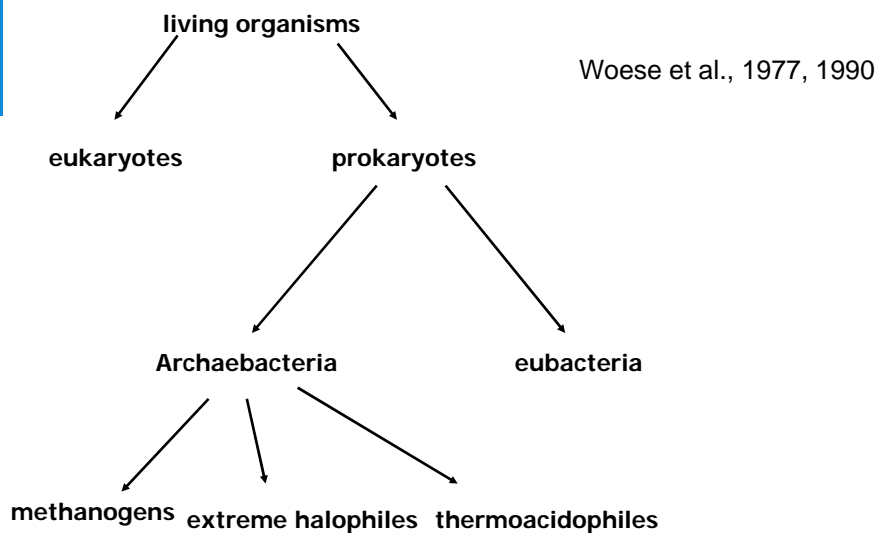 living organisms
Woese et al., 1977, 1990
eukaryotes
prokaryotes
Archaebacteria
eubacteria
methanogens
extreme halophiles
thermoacidophiles